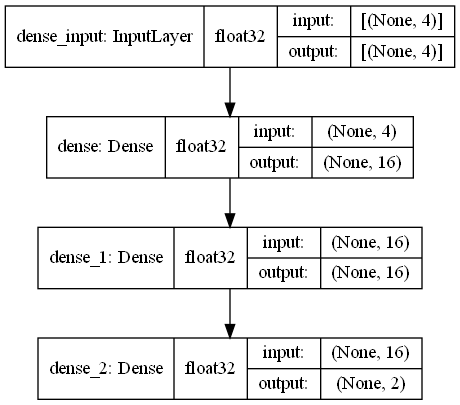 dense_input: InputLayer float32 input: [(None, 4)]
output: [(None, 4)]
dense: Dense float32 input: (None, 4)
output: (None, 16)
dense_1: Dense float32 input: (None, 16)
output: (None, 16)
dense_2: Dense float32 input: (None, 16)
output: (None, 2)